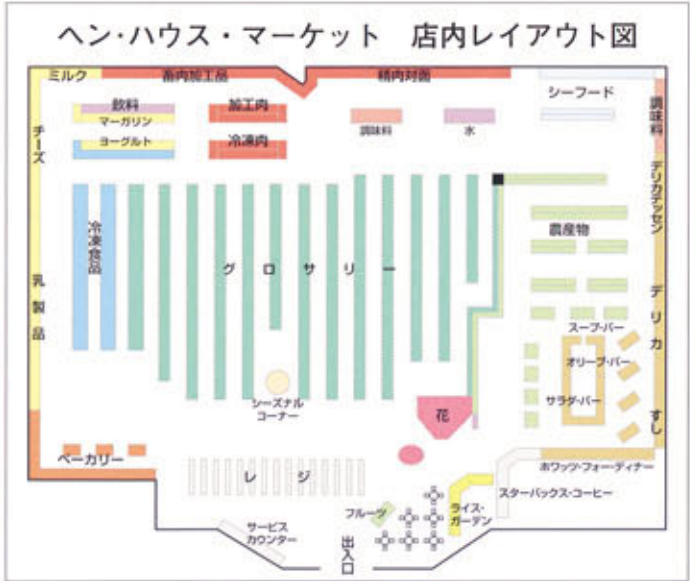 ヘン・ハウス・マーケット 店内レイアウト図
ミルク
畜肉加工品
精肉対面
シーフード
飲料
マーガリン
加工肉
調味料
水
調味料
チーズ
ヨーグルト
冷凍肉
デリカテッセン
冷凍食品
グロサリー
農産物
乳製品
デリカ
スープ・バー
オリーブ・バー
サラダ・バー
シーズナル
コーナー
花
すし
ベーカリー
レジ
ホワッツ・フォー・ディナー
スターバックス・コーヒー
フルーツ
ライス・
ガーデン
サービス
カウンター
出入口